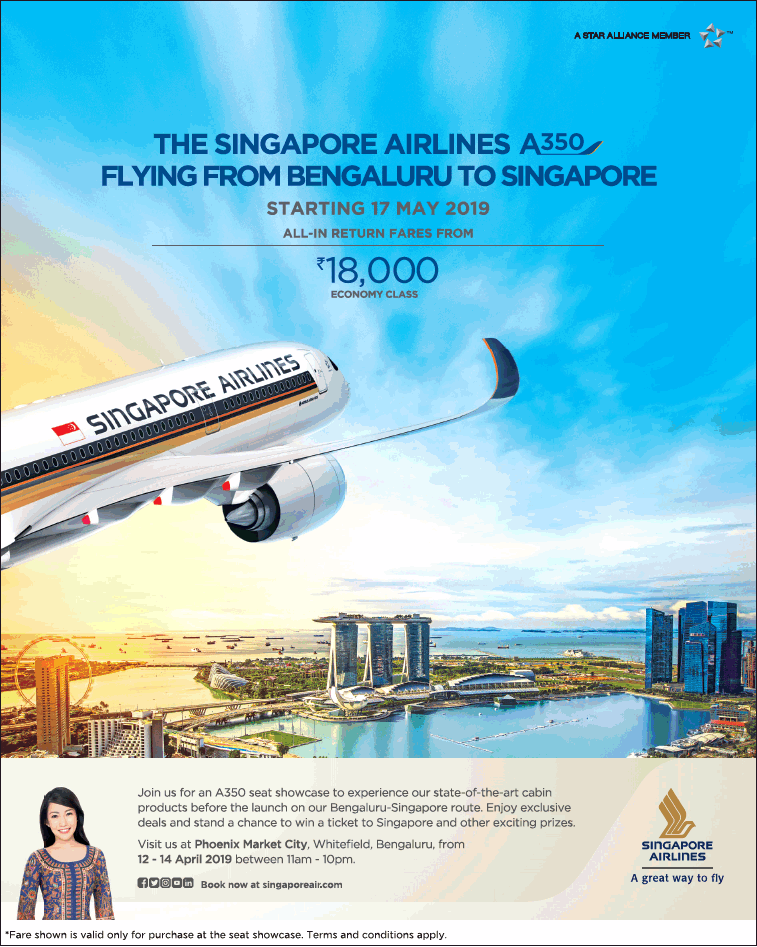 A STAR ALLIANCE MEMBER ™
THE SINGAPORE AIRLINES A350
FLYING FROM BENGALURU TO SINGAPORE
STARTING 17 MAY 2019
ALL-IN RETURN FARES FROM
₹18,000
ECONOMY CLASS
SINGAPORE AIRLINES
Join us for an A350 seat showcase to experience our state-of-the-art cabin
products before the launch on our Bengaluru-Singapore route. Enjoy exclusive
deals and stand a chance to win a ticket to Singapore and other exciting prizes.
Visit us at Phoenix Market City, Whitefield, Bengaluru, from
12 - 14 April 2019 between 11am - 10pm.
Book now at singaporeair.com
SINGAPORE
AIRLINES
A great way to fly
*Fare shown is valid only for purchase at the seat showcase. Terms and conditions apply.